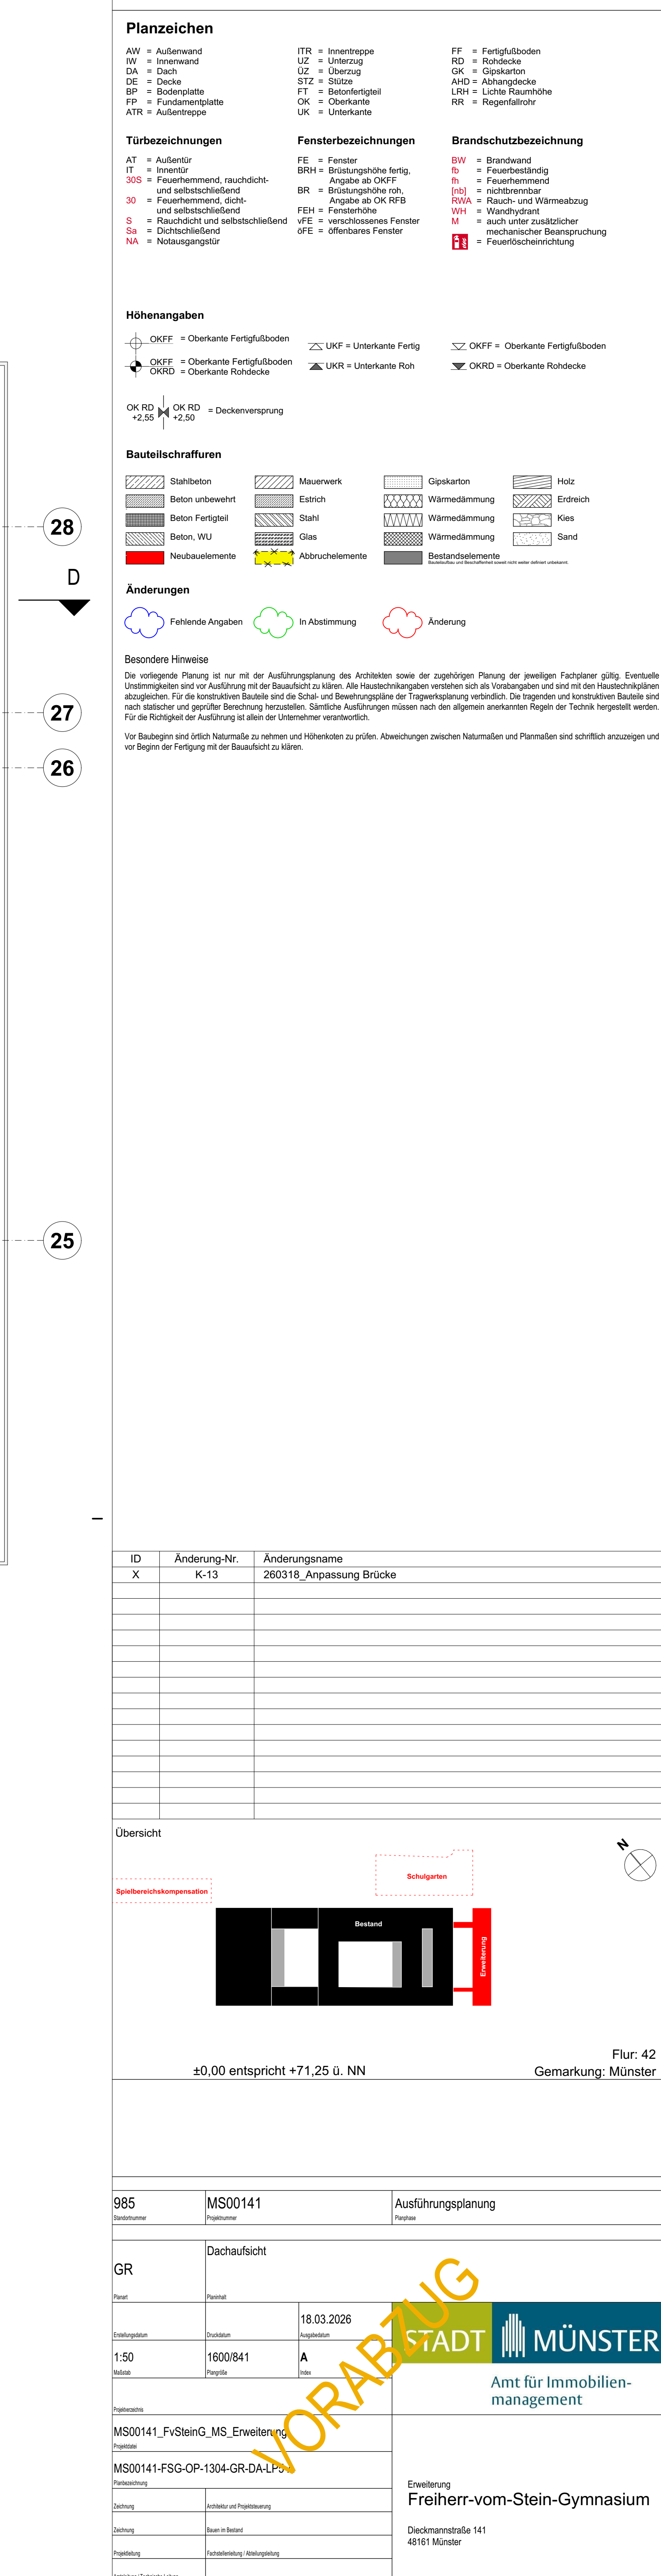 Planzeichen
AW = Außenwand
IW = Innenwand
DA = Dach
DE = Decke
BP = Bodenplatte
FP = Fundamentplatte
ATR = Außentreppe
ITR = Innentreppe
UZ = Unterzug
ÜZ = Überzug
STZ = Stütze
FT = Betonfertigteil
OK = Oberkante
UK = Unterkante
FF = Fertigfußboden
RD = Rohdecke
GK = Gipskarton
AHD = Abhangdecke
LRH = Lichte Raumhöhe
RR = Regenfallrohr
Türbezeichnungen
AT = Außentür
IT = Innentür
30S = Feuerhemmend, rauchdicht-
und selbstschließend
30 = Feuerhemmend, dicht-
und selbstschließend
S = Rauchdicht und selbstschließend
Sa = Dichtschließend
NA = Notausgangstür
Fensterbezeichnungen
FE = Fenster
BRH = Brüstungshöhe fertig,
Angabe ab OKFF
BR = Brüstungshöhe roh,
Angabe ab OK RFB
FEH = Fensterhöhe
vFE = verschlossenes Fenster
öFE = öffenbares Fenster
Brandschutzbezeichnung
BW = Brandwand
fb = Feuerbeständig
fh = Feuerhemmend
[nb] = nichtbrennbar
RWA = Rauch- und Wärmeabzug
WH = Wandhydrant
M = auch unter zusätzlicher
mechanischer Beanspruchung
= Feuerlöscheinrichtung
Höhenangaben
OKFF = Oberkante Fertigfußboden
OKFF = Oberkante Fertigfußboden
OKRD = Oberkante Rohdecke
UKF = Unterkante Fertig
UKR = Unterkante Roh
OKFF = Oberkante Fertigfußboden
OKRD = Oberkante Rohdecke
OK RD OK RD = Deckenversprung
+2,55 +2,50
Bauteilschraffuren
Stahlbeton Mauerwerk Gipskarton Holz
Beton unbewehrt Estrich Wärmedämmung Erdreich
Beton Fertigteil Stahl Wärmedämmung Kies
Beton, WU Glas Wärmedämmung Sand
Neubauelemente Abbruchelemente Bestandselemente
Bauteilaufbau und Beschaffenheit soweit nicht weiter definiert unbekannt.
28
D
27
26
25
Änderungen
Fehlende Angaben In Abstimmung Änderung
Besondere Hinweise
Die vorliegende Planung ist nur mit der Ausführungsplanung des Architekten sowie der zugehörigen Planung der jeweiligen Fachplaner gültig. Eventuelle
Unstimmigkeiten sind vor Ausführung mit der Bauaufsicht zu klären. Alle Haustechnikangaben verstehen sich als Vorabangaben und sind mit den Haustechnikplänen
abzugleichen. Für die konstruktiven Bauteile sind die Schal- und Bewehrungspläne der Tragwerksplanung verbindlich. Die tragenden und konstruktiven Bauteile sind
nach statischer und geprüfter Berechnung herzustellen. Sämtliche Ausführungen müssen nach den allgemein anerkannten Regeln der Technik hergestellt werden.
Für die Richtigkeit der Ausführung ist allein der Unternehmer verantwortlich.
Vor Baubeginn sind örtlich Naturmaße zu nehmen und Höhenkoten zu prüfen. Abweichungen zwischen Naturmaßen und Planmaßen sind schriftlich anzuzeigen und
vor Beginn der Fertigung mit der Bauaufsicht zu klären.
ID Änderung-Nr. Änderungsname
X K-13 260318_Anpassung Brücke
Übersicht
N
Schulgarten
Spielbereichskompensation
Bestand
Erweiterung
Flur: 42
±0,00 entspricht +71,25 ü. NN
Gemarkung: Münster
985 MS00141 Ausführungsplanung
Standortnummer Projektnummer Planphase
Dachaufsicht
GR
Planart Planinhalt
18.03.2026
Erstellungsdatum Druckdatum Ausgabedatum
1:50 1600/841 A
Maßstab Plangröße Index
VORABZUG
STADT MÜNSTER
Amt für Immobilien-
management
Projektverzeichnis
MS00141_FvSteinG_MS_Erweiterung
Projektdatei
MS00141-FSG-OP-1304-GR-DA-LP5
Planbezeichnung
Zeichnung Architektur und Projektsteuerung
Zeichnung Bauen im Bestand
Projektleitung Fachstellenleitung / Abteilungsleitung
Erweiterung
Freiherr-vom-Stein-Gymnasium
Dieckmannstraße 141
48161 Münster